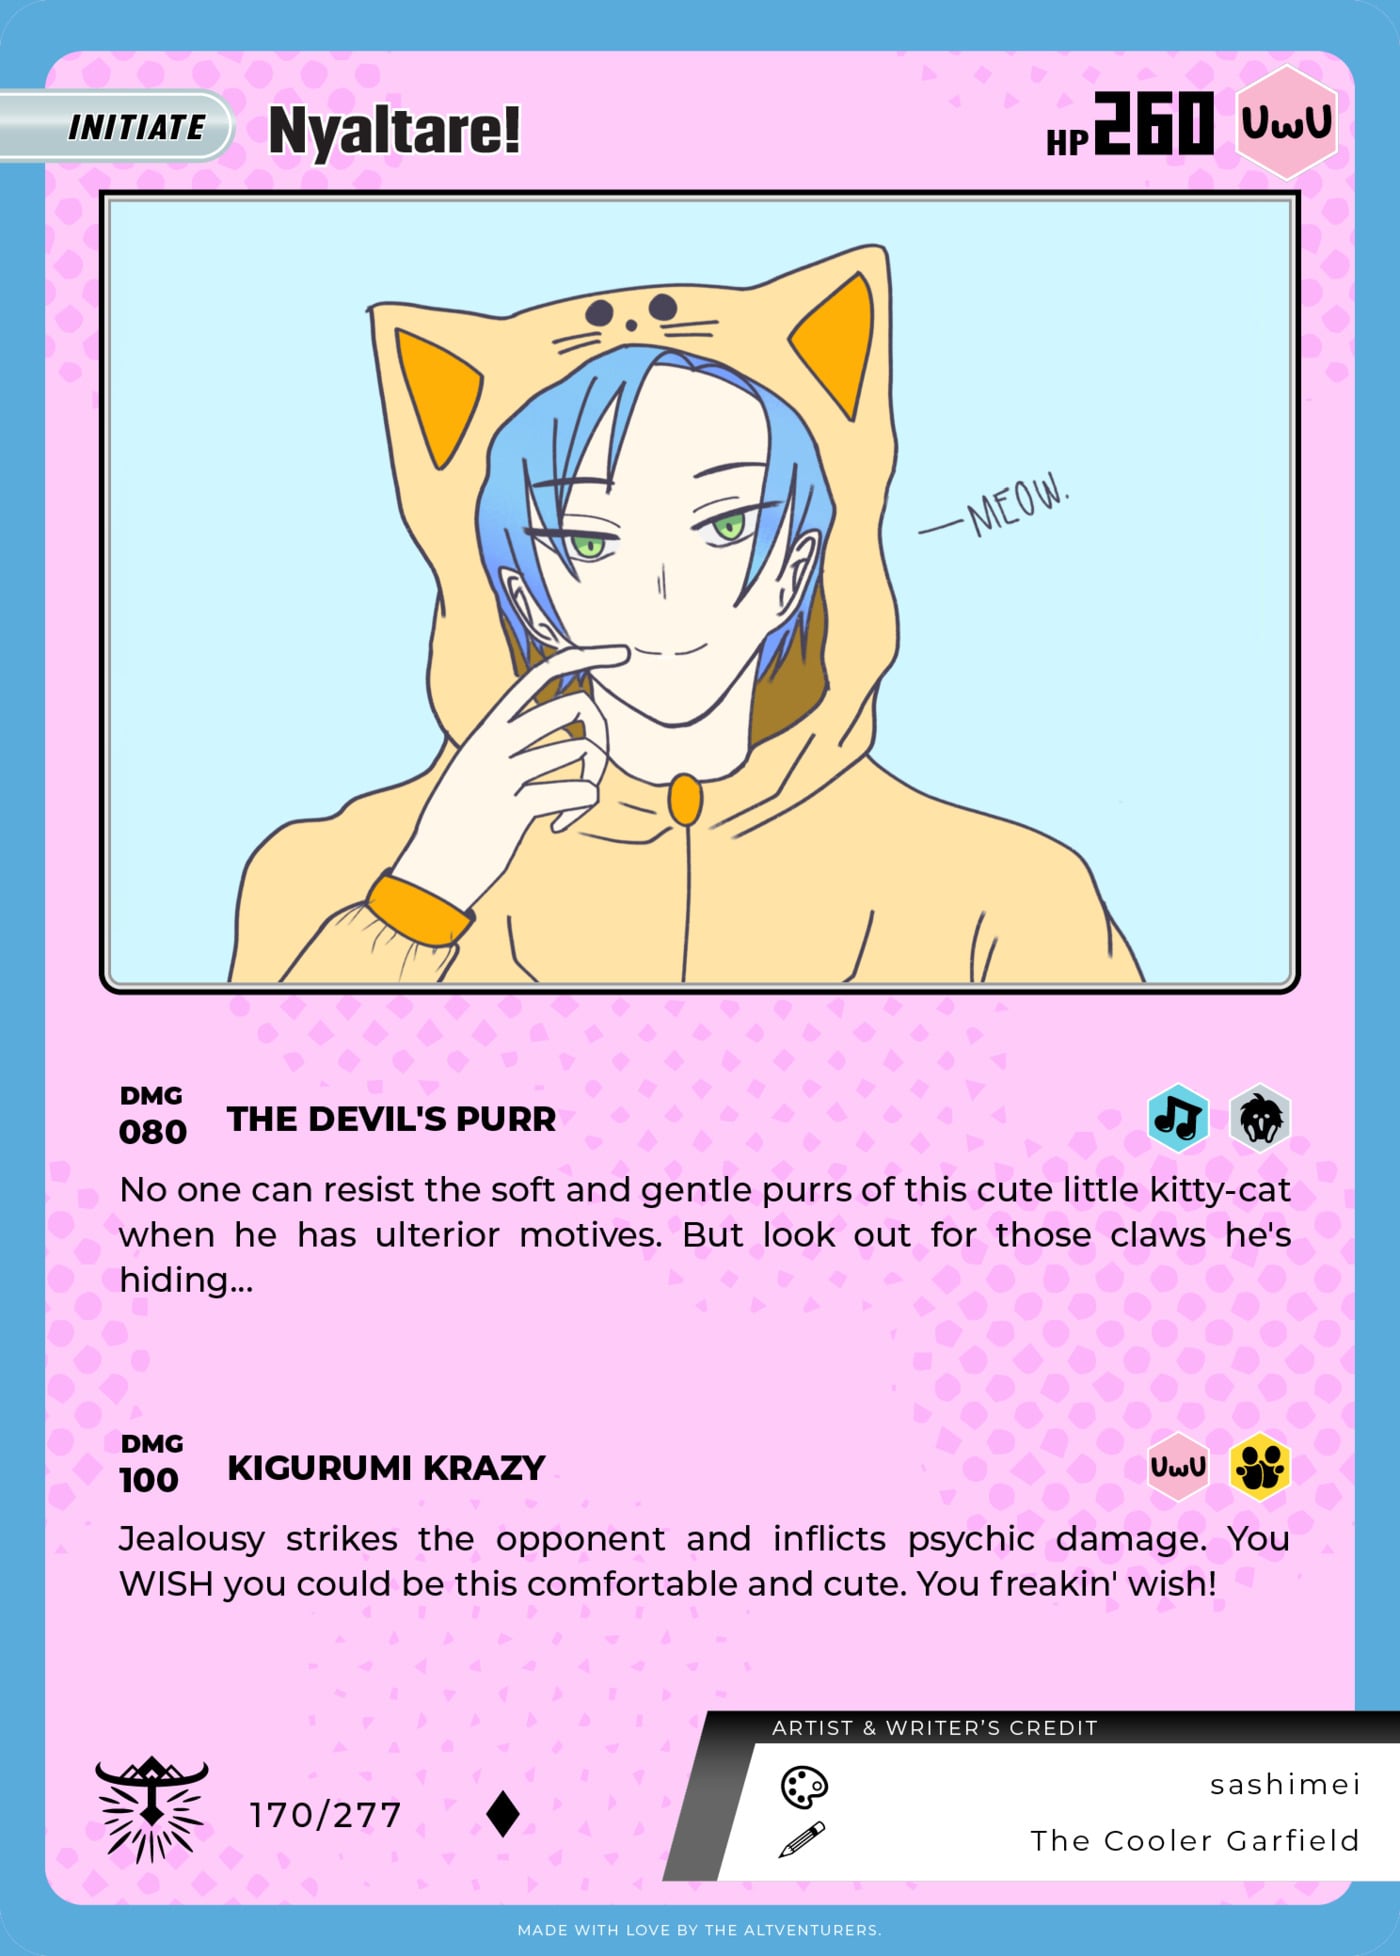 INITIATE
Nyaltare!
HP 260
UwU
—MEOW.
DMG
080
THE DEVIL'S PURR
No one can resist the soft and gentle purrs of this cute little kitty-cat
when he has ulterior motives. But look out for those claws he's
hiding...
DMG
100
KIGURUMI KRAZY
UwU
Jealousy strikes the opponent and inflicts psychic damage. You
WISH you could be this comfortable and cute. You freakin' wish!
ARTIST & WRITER’S CREDIT
sashimei
The Cooler Garfield
170/277
MADE WITH LOVE BY THE ALTVENTURERS.